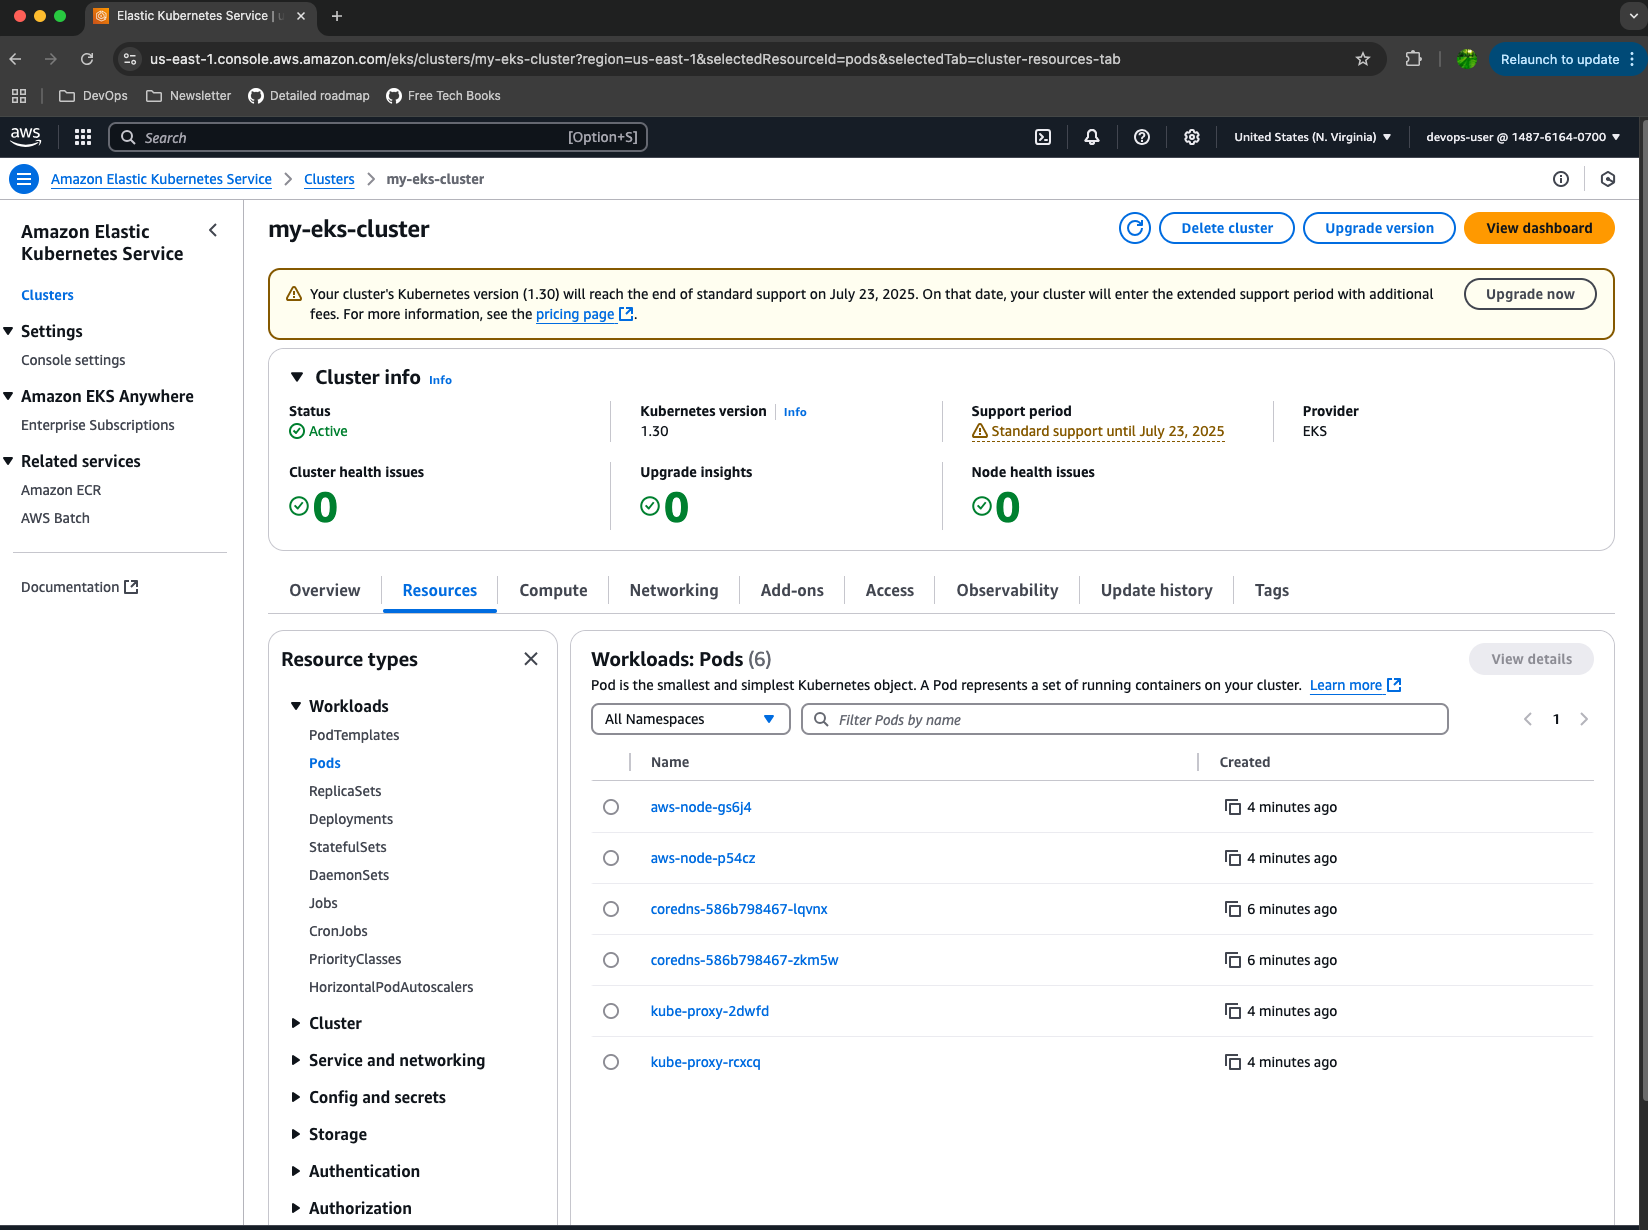 Elastic Kubernetes Service |
us-east-1.console.aws.amazon.com/eks/clusters/my-eks-cluster?region=us-east-1&selectedResourceId=pods&selectedTab=cluster-resources-tab
Relaunch to update
DevOps
Newsletter
Detailed roadmap
Free Tech Books
aws
Search
[Option+S]
United States (N. Virginia)
devops-user @ 1487-6164-0700
Amazon Elastic Kubernetes Service
Clusters
my-eks-cluster
Amazon Elastic
Kubernetes Service
Clusters
Settings
Console settings
Amazon EKS Anywhere
Enterprise Subscriptions
Related services
Amazon ECR
AWS Batch
Documentation
my-eks-cluster
Delete cluster
Upgrade version
View dashboard
Your cluster's Kubernetes version (1.30) will reach the end of standard support on July 23, 2025. On that date, your cluster will enter the extended support period with additional
fees. For more information, see the pricing page.
Upgrade now
Cluster info Info
Status
Active
Kubernetes version Info
1.30
Support period
Standard support until July 23, 2025
Provider
EKS
Cluster health issues
0
Upgrade insights
0
Node health issues
0
Overview
Resources
Compute
Networking
Add-ons
Access
Observability
Update history
Tags
Resource types
Workloads
PodTemplates
Pods
ReplicaSets
Deployments
StatefulSets
DaemonSets
Jobs
CronJobs
PriorityClasses
HorizontalPodAutoscalers
Cluster
Service and networking
Config and secrets
Storage
Authentication
Authorization
Workloads: Pods (6)
View details
Pod is the smallest and simplest Kubernetes object. A Pod represents a set of running containers on your cluster. Learn more
All Namespaces
Filter Pods by name
1
Name
Created
aws-node-gs6j4
4 minutes ago
aws-node-p54cz
4 minutes ago
coredns-586b798467-lqvnx
6 minutes ago
coredns-586b798467-zkm5w
6 minutes ago
kube-proxy-2dwfd
4 minutes ago
kube-proxy-rcxcq
4 minutes ago